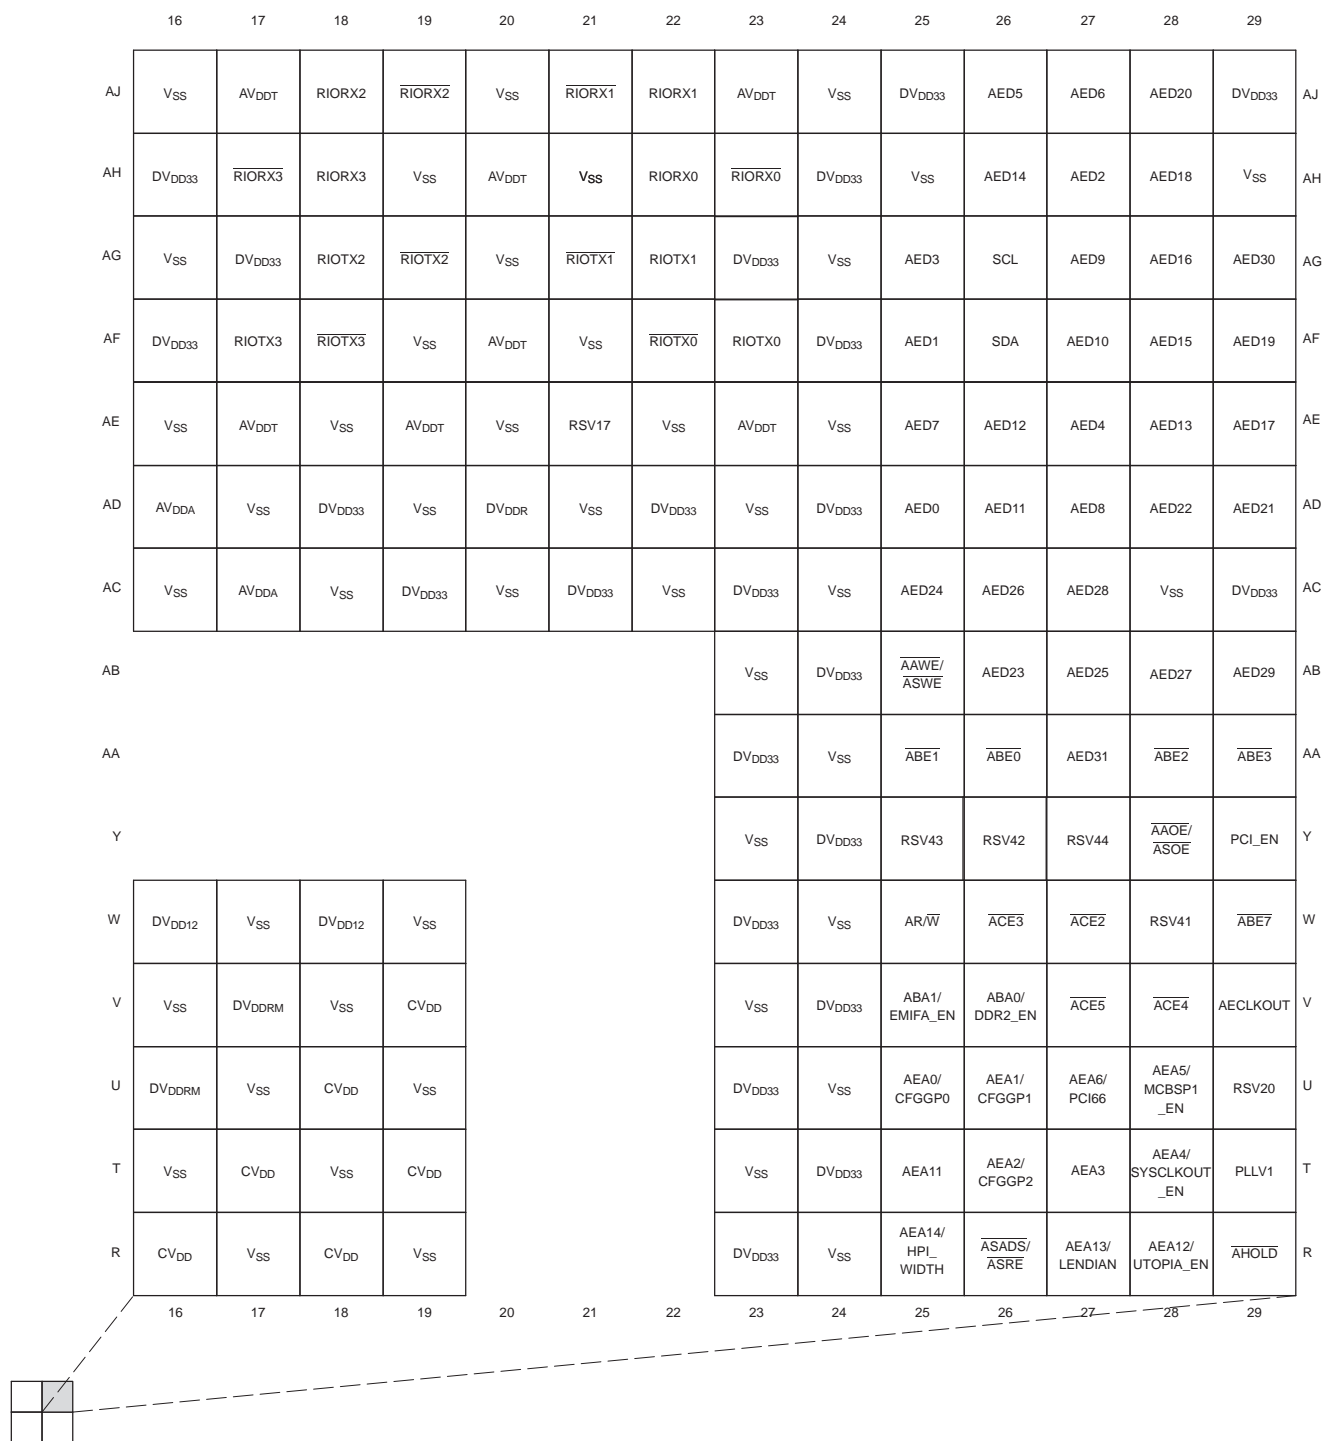 16 17 18 19 20 21 22 23 24 25 26 27 28 29
AJ VSS AVDDT RIORX2 RIORX2 VSS RIORX1 RIORX1 AVDDT VSS DVDD33 AED5 AED6 AED20 DVDD33 AJ
AH DVDD33 RIORX3 RIORX3 VSS AVDDT VSS RIORX0 RIORX0 DVDD33 VSS AED14 AED2 AED18 VSS AH
AG VSS DVDD33 RIOTX2 RIOTX2 VSS RIOTX1 RIOTX1 DVDD33 VSS AED3 SCL AED9 AED16 AED30 AG
AF DVDD33 RIOTX3 RIOTX3 VSS AVDDT VSS RIOTX0 RIOTX0 DVDD33 AED1 SDA AED10 AED15 AED19 AF
AE VSS AVDDT VSS AVDDT VSS RSV17 VSS AVDDT VSS AED7 AED12 AED4 AED13 AED17 AE
AD AVDDA VSS DVDD33 VSS DVDDR VSS DVDD33 VSS DVDD33 AED0 AED11 AED8 AED22 AED21 AD
AC VSS AVDDA VSS DVDD33 VSS DVDD33 VSS DVDD33 VSS AED24 AED26 AED28 VSS DVDD33 AC
AB VSS DVDD33 AAWE/ ASWE AED23 AED25 AED27 AED29 AB
AA DVDD33 VSS ABE1 ABE0 AED31 ABE2 ABE3 AA
Y VSS DVDD33 RSV43 RSV42 RSV44 AAOE/ ASOE PCI_EN Y
W DVDD12 VSS DVDD12 VSS DVDD33 VSS AR/W ACE3 ACE2 RSV41 ABE7 W
V VSS DVDDRM VSS CVDD VSS DVDD33 ABA1/ EMIFA_EN ABA0/ DDR2_EN ACE5 ACE4 AECLKOUT V
U DVDDRM VSS CVDD VSS DVDD33 VSS AEA0/ CFGGP0 AEA1/ CFGGP1 AEA6/ PCI66 AEA5/ MCBSP1 _EN RSV20 U
T VSS CVDD VSS CVDD VSS DVDD33 AEA11 AEA2/ CFGGP2 AEA3 AEA4/ SYSCLKOUT _EN PLLV1 T
R CVDD VSS CVDD VSS DVDD33 VSS AEA14/ HPI_ WIDTH ASADS/ ASRE AEA13/ LENDIAN AEA12/ UTOPIA_EN AHOLD R
16 17 18 19 20 21 22 23 24 25 26 27 28 29